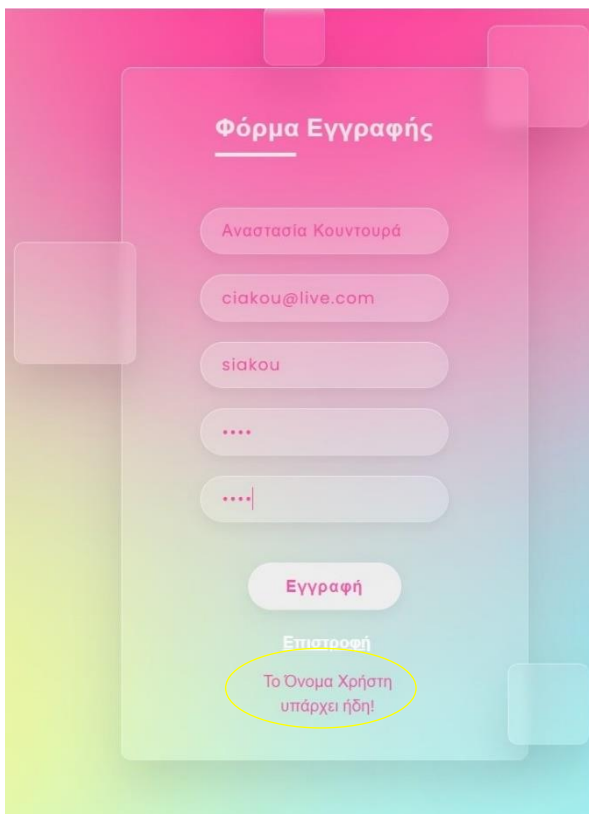 Φόρμα Εγγραφής
Αναστασία Κουντουρά
ciakou@live.com
siakou
••••
••••
Εγγραφή
Επιστροφή
Το Όνομα Χρήστη
υπάρχει ήδη!